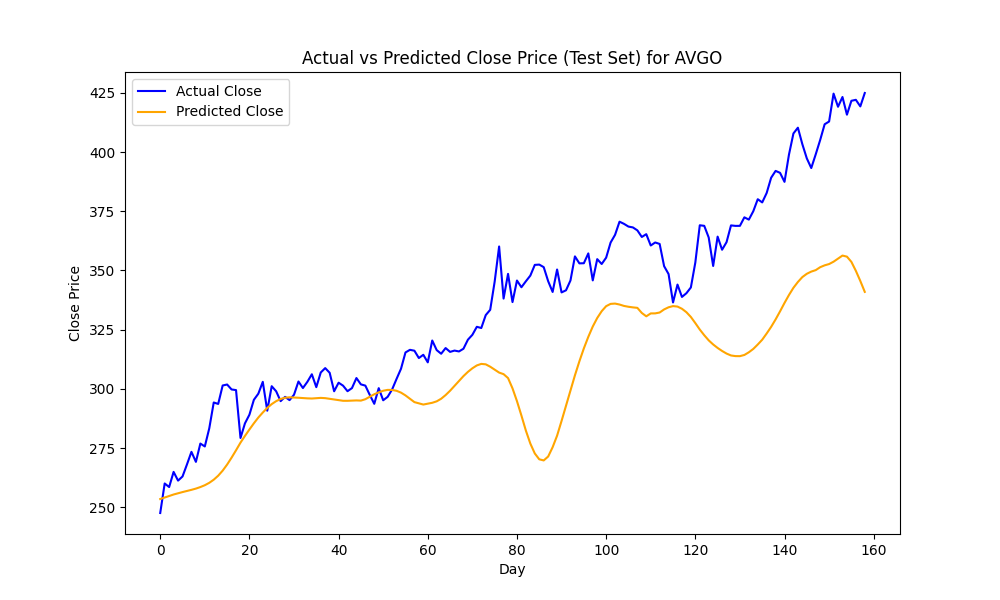 Actual vs Predicted Close Price (Test Set) for AVGO
Actual Close
Predicted Close
425
400
375
350
325
300
275
250
Close Price
0 20 40 60 80 100 120 140 160
Day